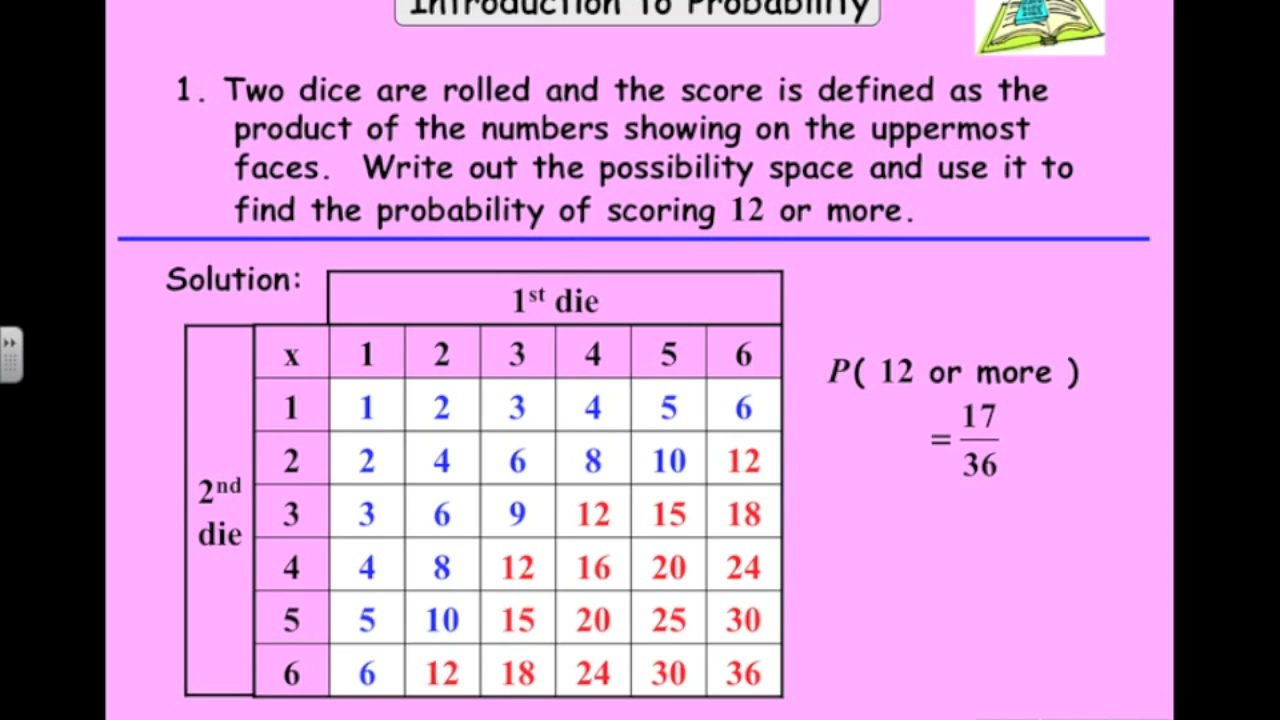 Introduction to Probability
1. Two dice are rolled and the score is defined as the
product of the numbers showing on the uppermost
faces. Write out the possibility space and use it to
find the probability of scoring 12 or more.
Solution:
1st die
x 1 2 3 4 5 6
1 1 2 3 4 5 6
2 2 4 6 8 10 12
2nd
die
3 3 6 9 12 15 18
4 4 8 12 16 20 24
5 5 10 15 20 25 30
6 6 12 18 24 30 36
P( 12 or more )
= 17
36